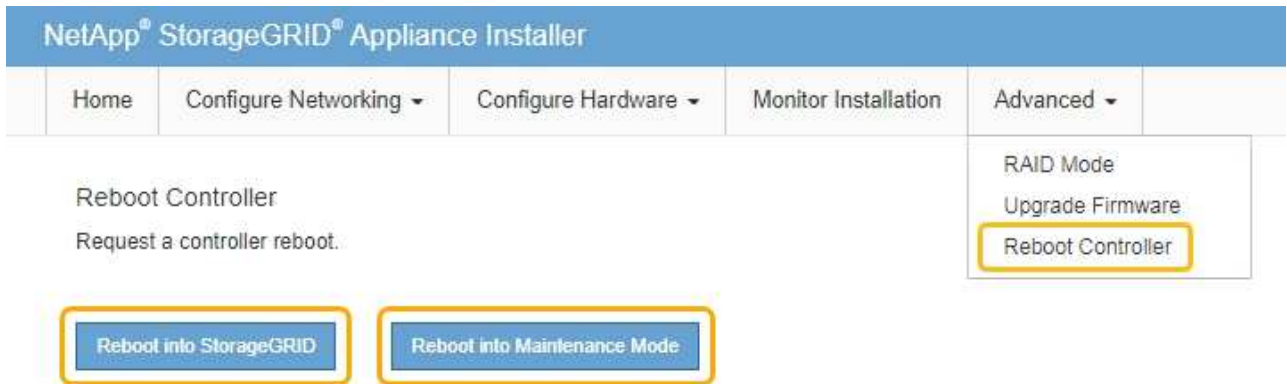 NetApp® StorageGRID® Appliance Installer
Home Configure Networking Configure Hardware Monitor Installation Advanced
RAID Mode
Upgrade Firmware
Reboot Controller
Reboot Controller
Request a controller reboot.
Reboot into StorageGRID Reboot into Maintenance Mode